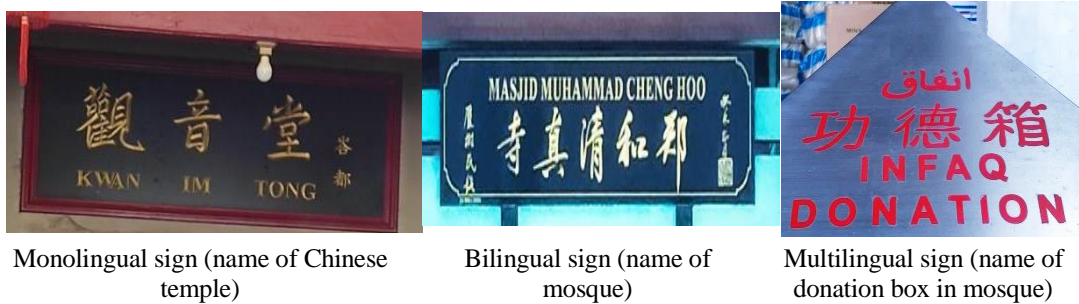 觀音堂
峇都
KWAN IM TONG
MASJID MUHAMMAD CHENG HOO
郑和清真寺
انفاق
功德箱
INFAQ
DONATION
Monolingual sign (name of Chinese
temple)
Bilingual sign (name of
mosque)
Multilingual sign (name of
donation box in mosque)